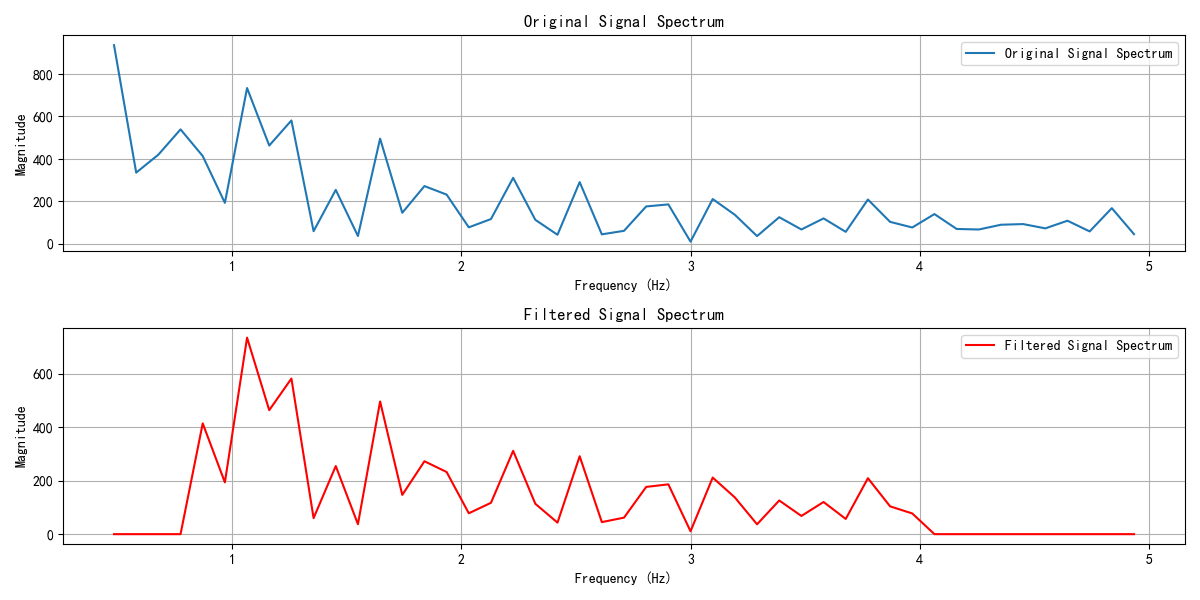 Original Signal Spectrum
Original Signal Spectrum
Magnitude
800
600
400
200
0
1 2 3 4 5
Frequency (Hz)
Filtered Signal Spectrum
Filtered Signal Spectrum
Magnitude
600
400
200
0
1 2 3 4 5
Frequency (Hz)